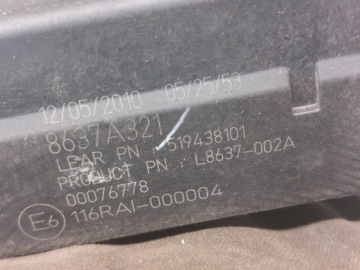 12/05/2010 05/25/53
8637A321
LEAR PN : 519438101
PRODUCT PN : L8637-002A
00076778
E6 116RAI-000004